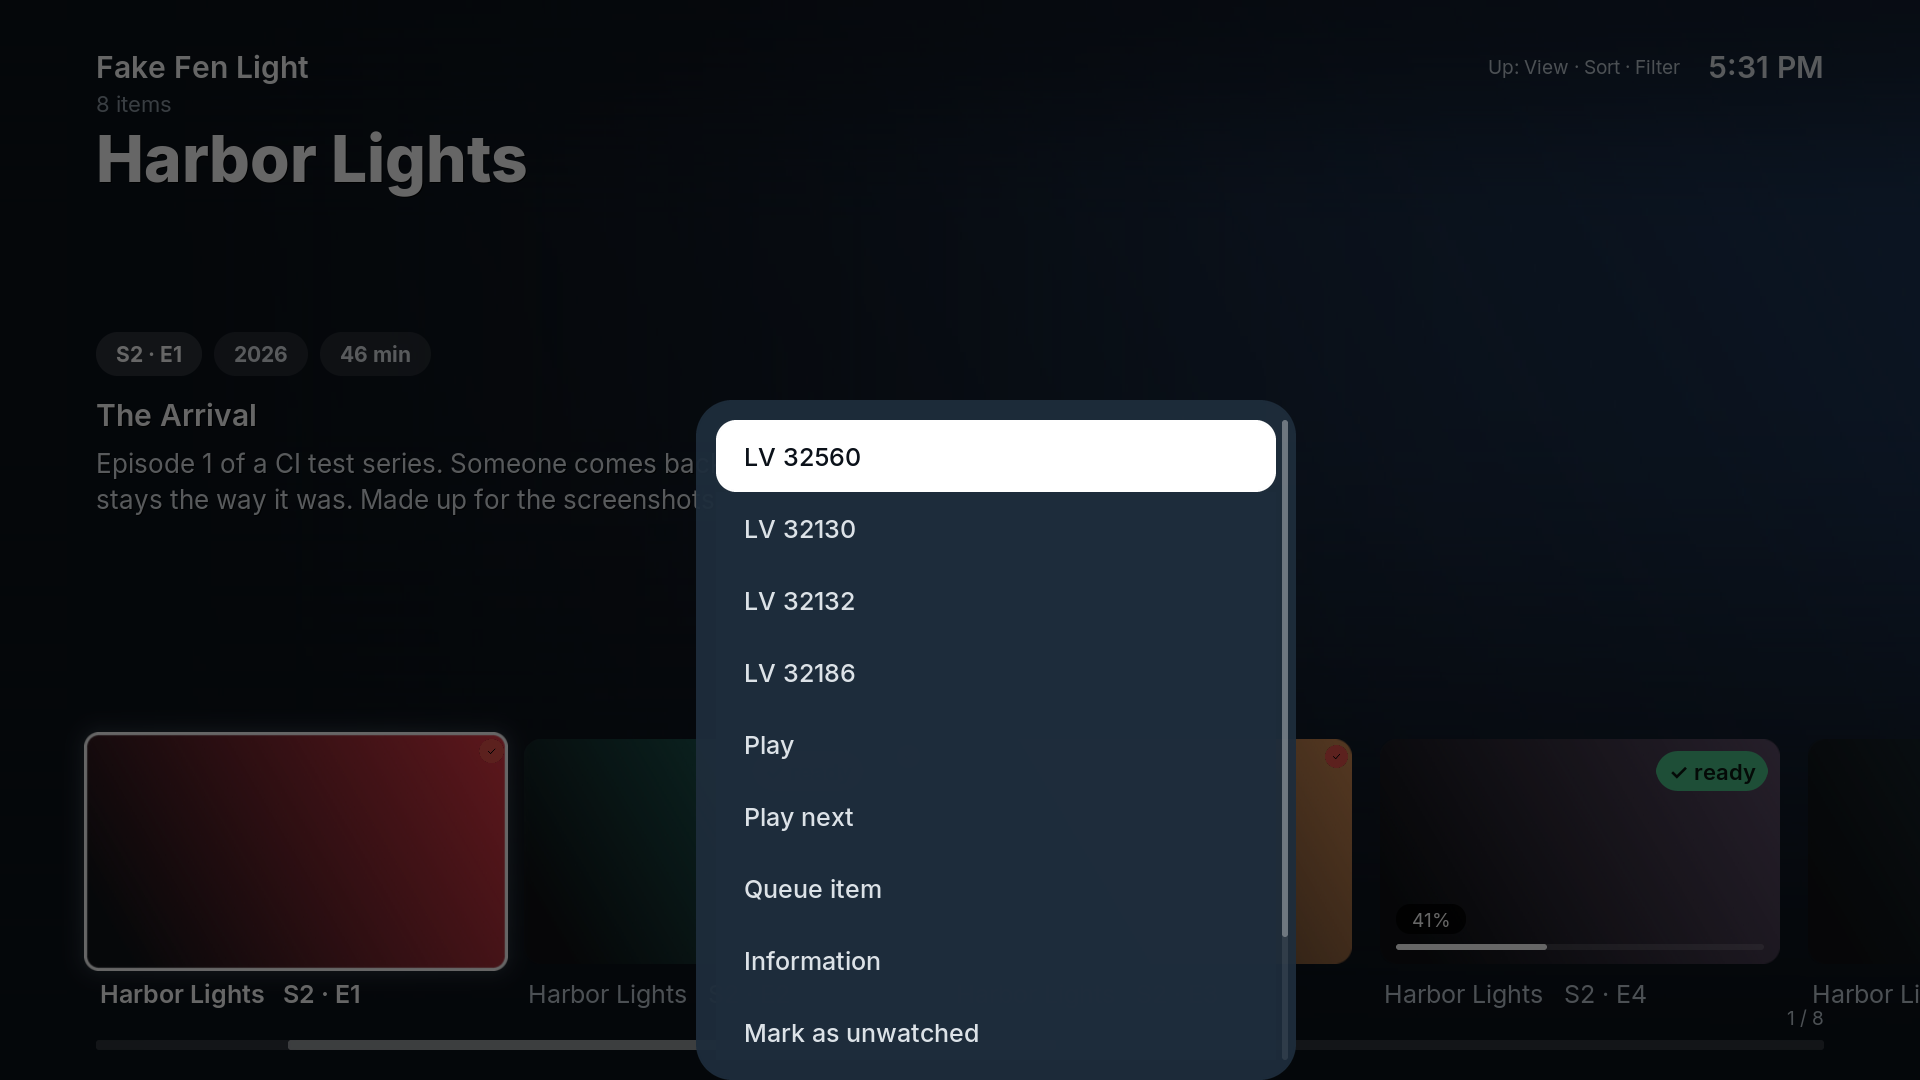 Fake Fen Light
8 items
Up: View · Sort · Filter
5:31 PM
Harbor Lights
S2 · E1
2026
46 min
The Arrival
Episode 1 of a CI test series. Someone comes
stays the way it was. Made up for the screenshots
LV 32560
LV 32130
LV 32132
LV 32186
Play
Play next
Queue item
Information
Mark as unwatched
✓ ready
41%
Harbor Lights S2 · E1
Harbor Lights
Harbor Lights S2 · E4
Harbor
1 / 8